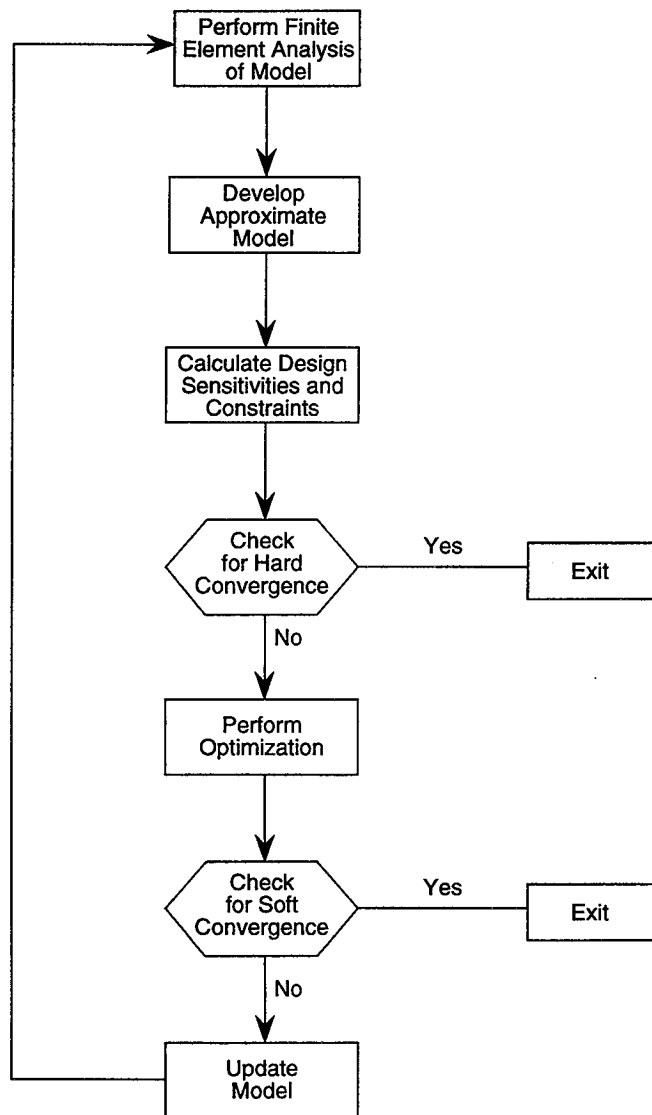 Perform Finite
Element Analysis
of Model
Develop
Approximate
Model
Calculate Design
Sensitivities and
Constraints
Check
for Hard
Convergence
Yes
Exit
No
Perform
Optimization
Check
for Soft
Convergence
Yes
Exit
No
Update
Model